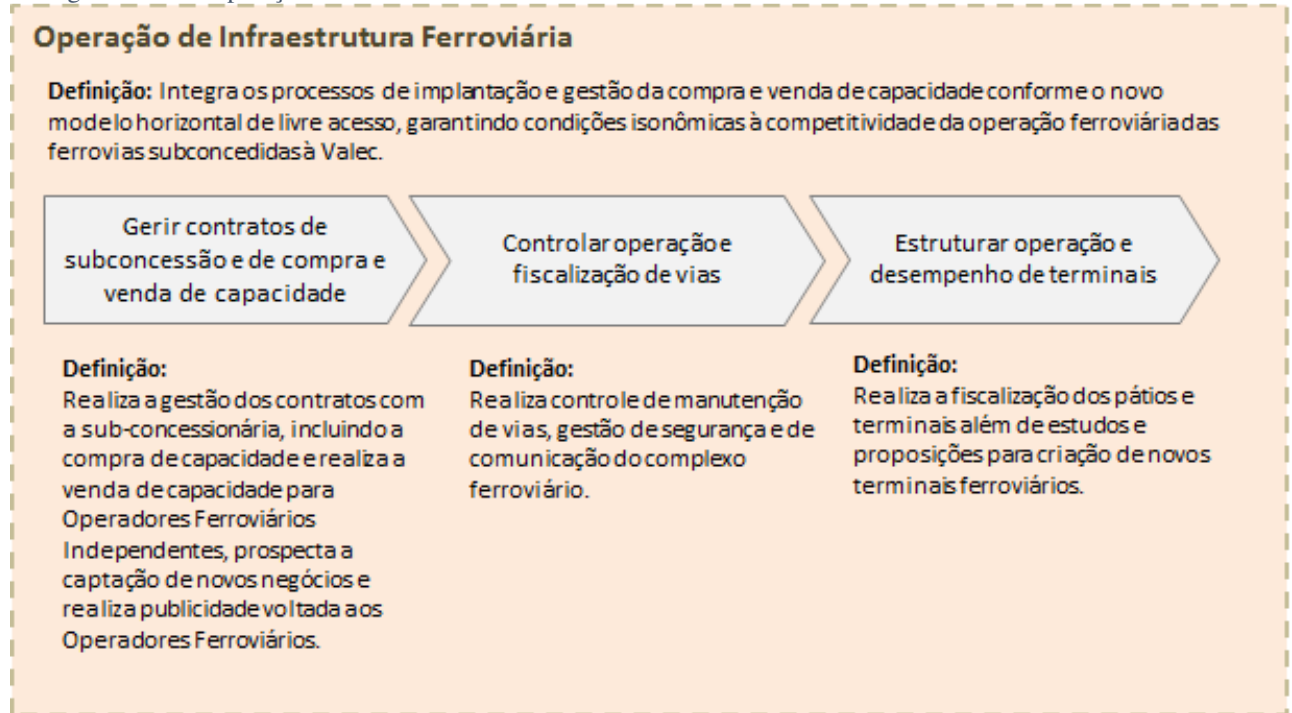 Operação de Infraestrutura Ferroviária
Definição: Integra os processos de implantação e gestão da compra e venda de capacidade conforme o novo
modelo horizontal de livre acesso, garantindo condições isonômicas à competitividade da operação ferroviária das
ferrovias subconcedidas à Valec.
Gerir contratos de
subconcessão e de compra e
venda de capacidade
Controlar operação e
fiscalização de vias
Estruturar operação e
desempenho de terminais
Definição:
Realiza a gestão dos contratos com
a sub-concessionária, incluindo a
compra de capacidade e realiza a
venda de capacidade para
Operadores Ferroviários
Independentes, prospecta a
captação de novos negócios e
realiza publicidade voltada aos
Operadores Ferroviários.
Definição:
Realiza controle de manutenção
de vias, gestão de segurança e de
comunicação do complexo
ferroviário.
Definição:
Realiza a fiscalização dos pátios e
terminais além de estudos e
proposições para criação de novos
terminais ferroviários.